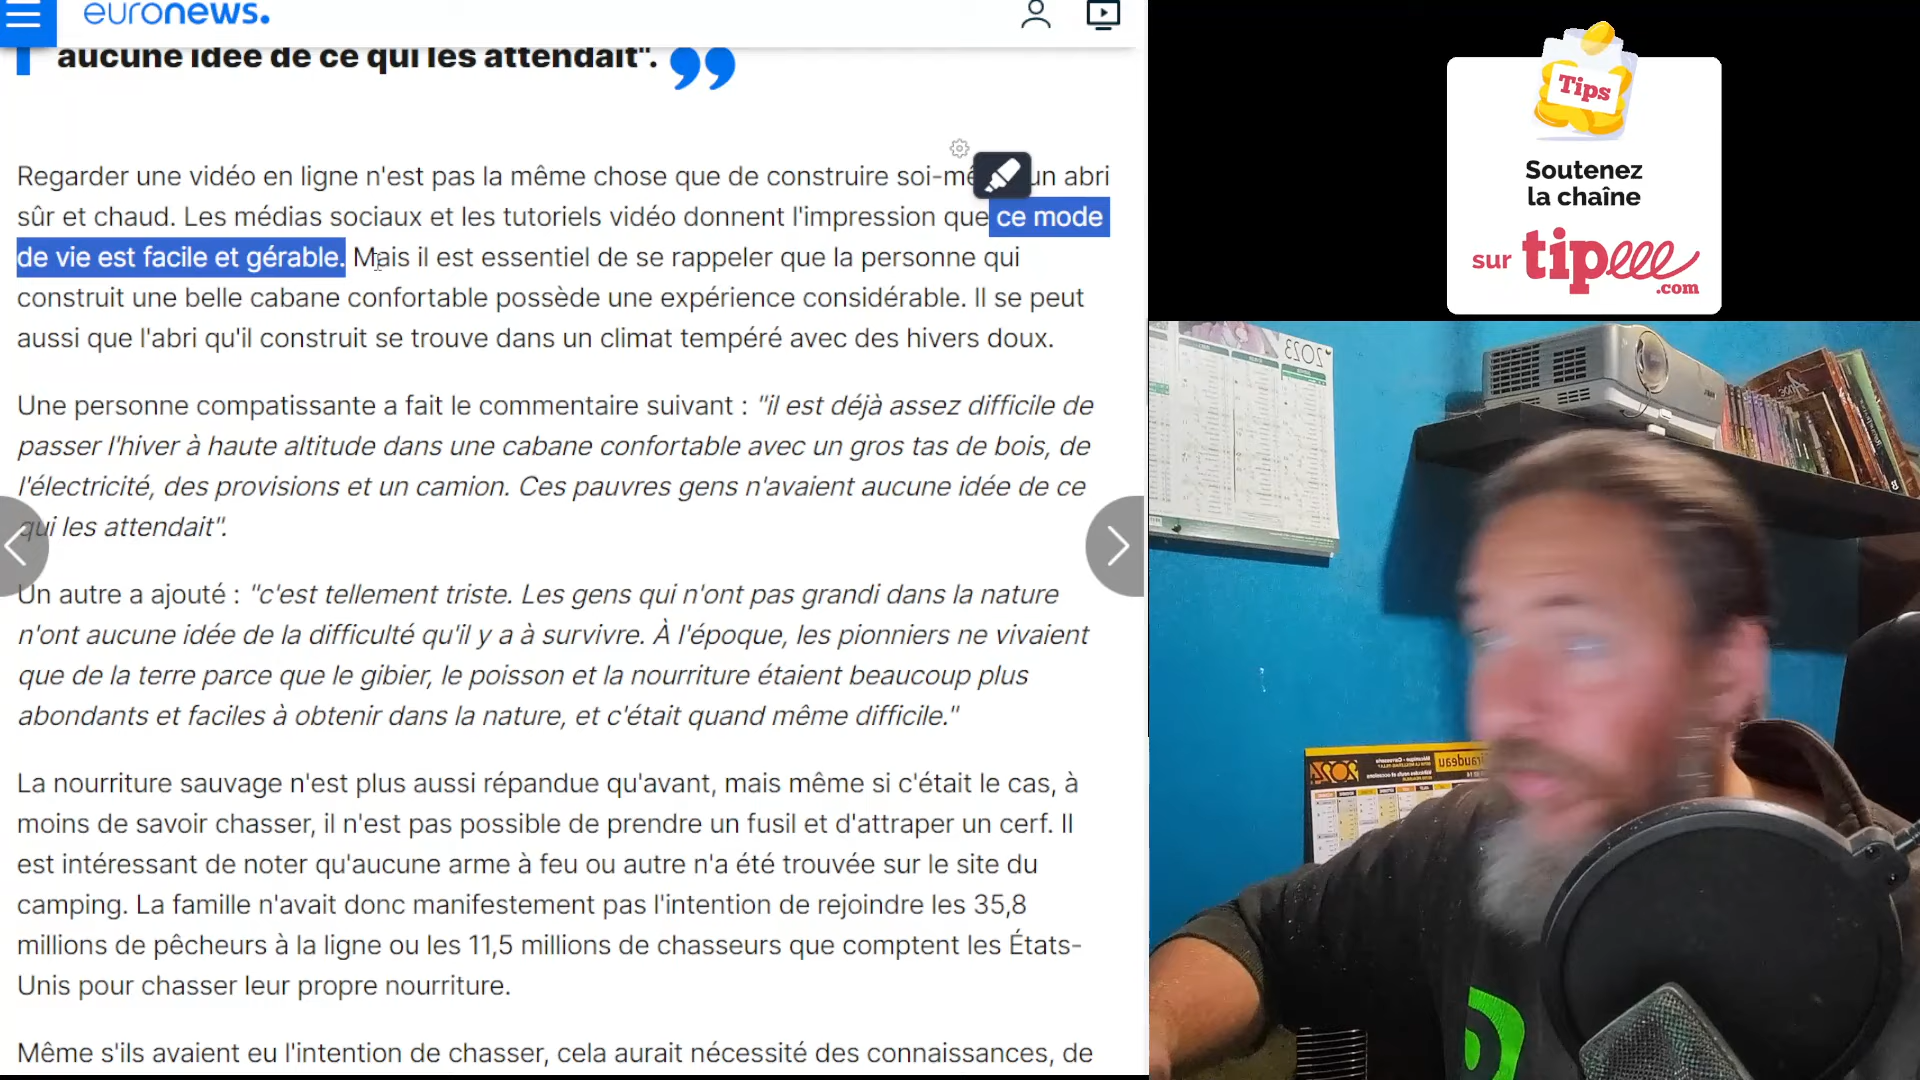 euronews.
aucune idée de ce qui les attendait".
Regarder une vidéo en ligne n'est pas la même chose que de construire un abri
sûr et chaud. Les médias sociaux et les tutoriels vidéo donnent l'impression que ce mode
de vie est facile et gérable. Mais il est essentiel de se rappeler que la personne qui
construit une belle cabane confortable possède une expérience considérable. Il se peut
aussi que l'abri qu'il construit se trouve dans un climat tempéré avec des hivers doux.
Une personne compatissante a fait le commentaire suivant : "il est déjà assez difficile de
passer l'hiver à haute altitude dans une cabane confortable avec un gros tas de bois, de
l'électricité, des provisions et un camion. Ces pauvres gens n'avaient aucune idée de ce
qui les attendait".
Un autre a ajouté : "c'est tellement triste. Les gens qui n'ont pas grandi dans la nature
n'ont aucune idée de la difficulté qu'il y a à survivre. À l'époque, les pionniers ne vivaient
que de la terre parce que le gibier, le poisson et la nourriture étaient beaucoup plus
abondants et faciles à obtenir dans la nature, et c'était quand même difficile."
La nourriture sauvage n'est plus aussi répandue qu'avant, mais même si c'était le cas, à
moins de savoir chasser, il n'est pas possible de prendre un fusil et d'attraper un cerf. Il
est intéressant de noter qu'aucune arme à feu ou autre n'a été trouvée sur le site du
camping. La famille n'avait donc manifestement pas l'intention de rejoindre les 35,8
millions de pêcheurs à la ligne ou les 11,5 millions de chasseurs que comptent les États-
Unis pour chasser leur propre nourriture.
Même s'ils avaient eu l'intention de chasser, cela aurait nécessité des connaissances, de
Tips
Soutenez
la chaîne
sur tipeee
.com
2023
2024